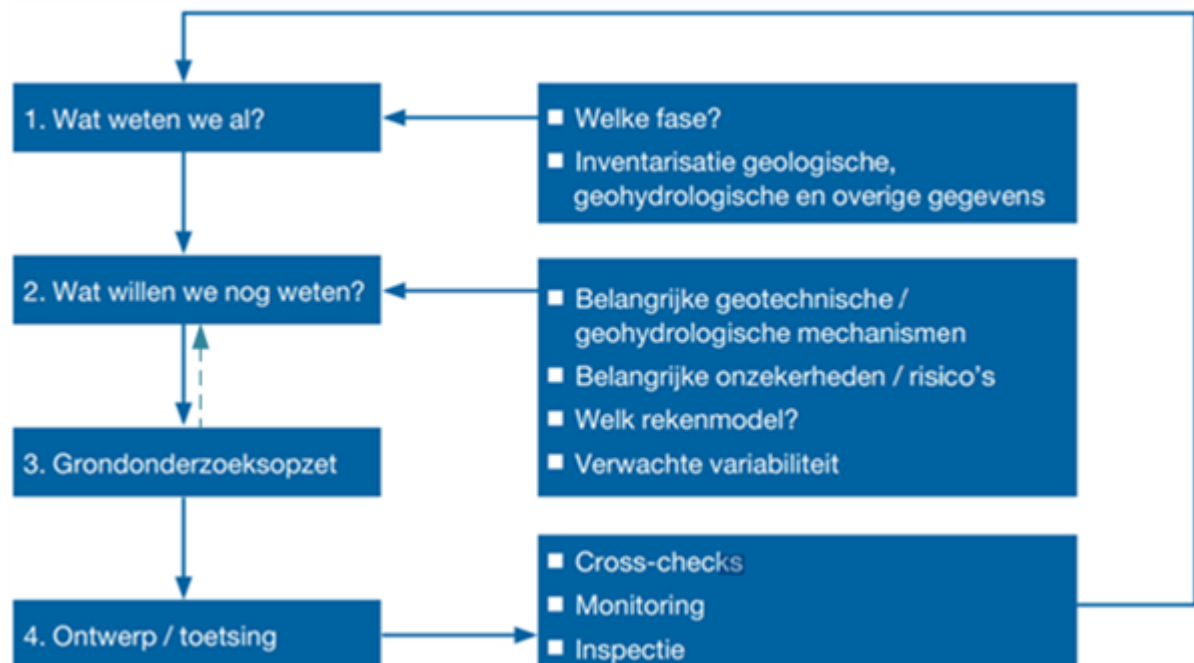 1. Wat weten we al?
■ Welke fase?
■ Inventarisatie geologische,
geohydrologische en overige gegevens
2. Wat willen we nog weten?
■ Belangrijke geotechnische /
geohydrologische mechanismen
■ Belangrijke onzekerheden / risico's
■ Welk rekenmodel?
■ Verwachte variabiliteit
3. Grondonderzoeksopzet
4. Ontwerp / toetsing
■ Cross-checks
■ Monitoring
■ Inspectie